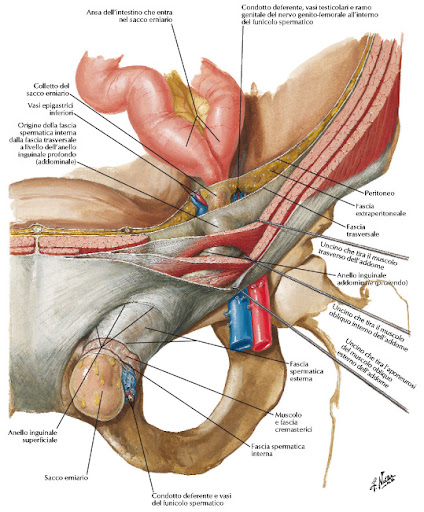 Ansa dell'intestino che entra
nel sacco erniario
Condotto deferente, vasi testicolari e ramo
genitale del nervo genito-femorale all'interno
del funicolo spermatico
Colletto del
sacco erniario
Vasi epigastrici
inferiori
Origine della fascia
spermatica interna
dalla fascia trasversale
a livello dell'anello
inguinale profondo
(addominale)
Peritoneo
Fascia
extraperitoneale
Fascia
trasversale
Uncino che tira il muscolo
trasverso dell'addome
Anello inguinale
addominale (profondo)
Uncino che tira il muscolo
obliquo interno dell'addome
Uncino che tira l'aponeurosi
del muscolo obliquo
esterno dell'addome
Fascia
spermatica
esterna
Muscolo
e fascia
cremasterici
Fascia spermatica
interna
Anello inguinale
superficiale
Sacco erniario
Condotto deferente e vasi
del funicolo spermatico